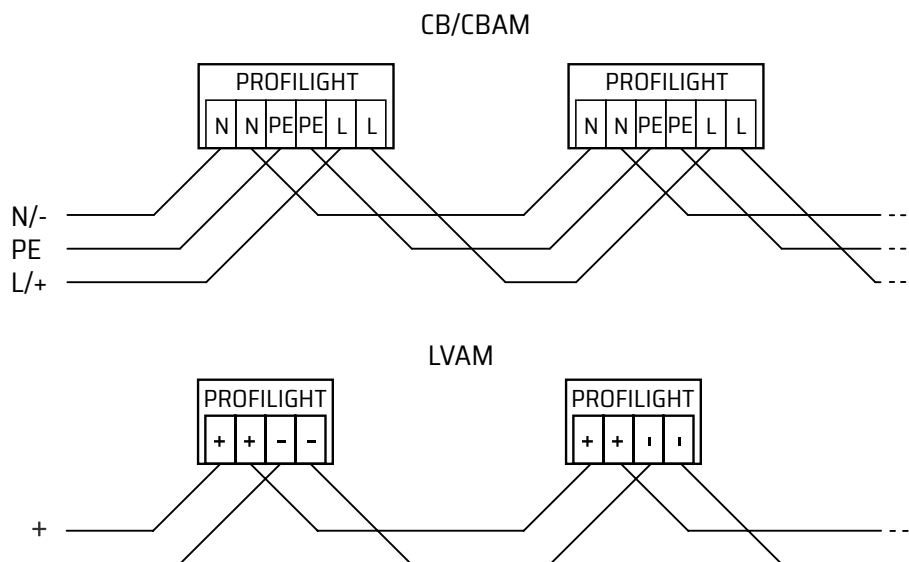 CB/CBAM
PROFILIGHT PROFILIGHT
N N PE PE L L N N PE PE L L
N/-
PE
L/+
LVAM
PROFILIGHT PROFILIGHT
+ + - - + + ı ı
+